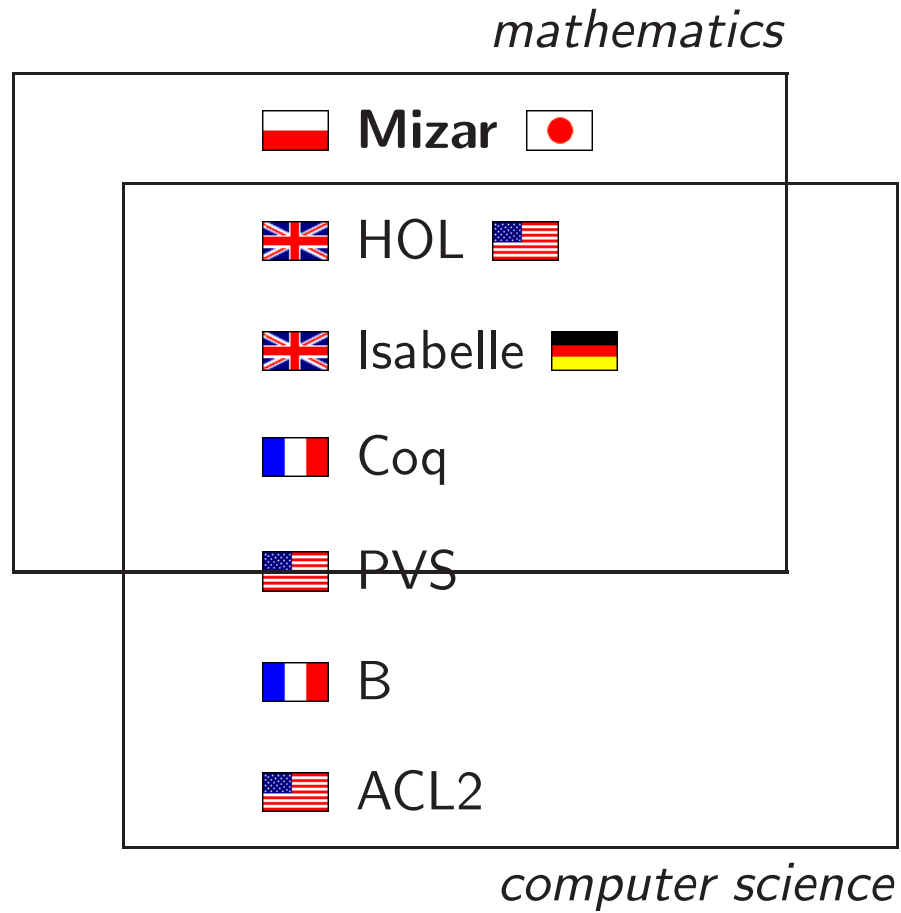 mathematics
Mizar
HOL
Isabelle
Coq
PVS
B
ACL2
computer science